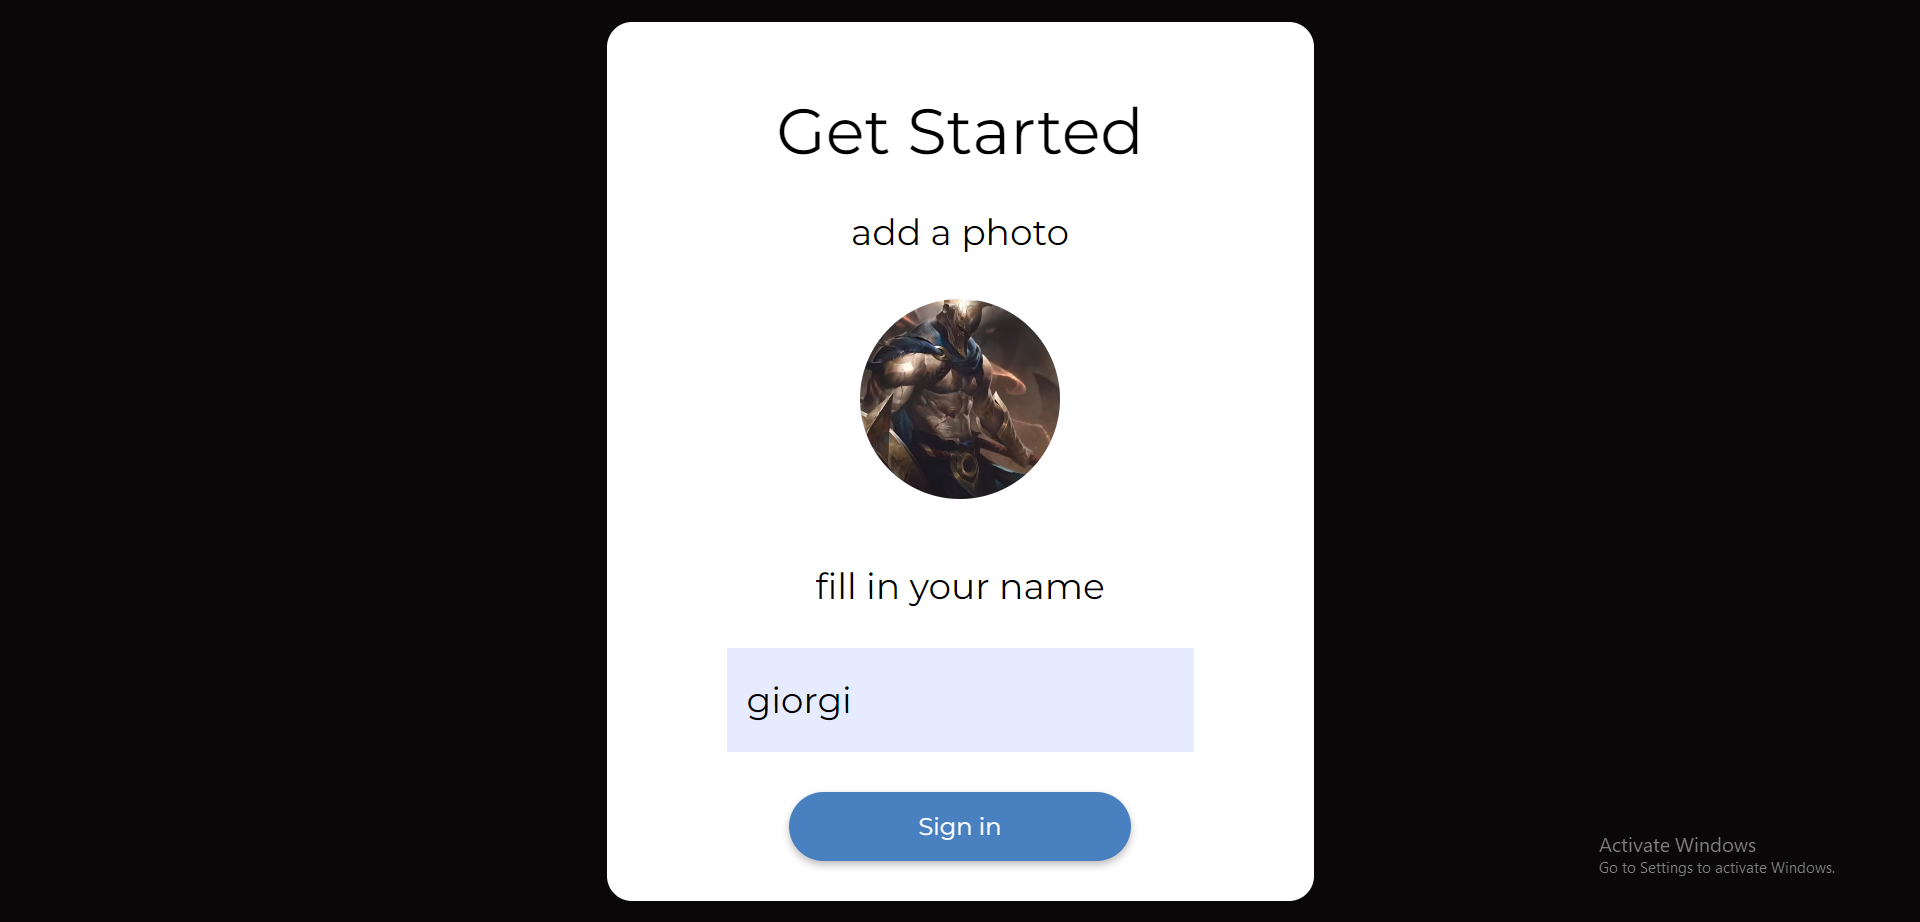 Get Started
add a photo
fill in your name
giorgi
Sign in
Activate Windows
Go to Settings to activate Windows.